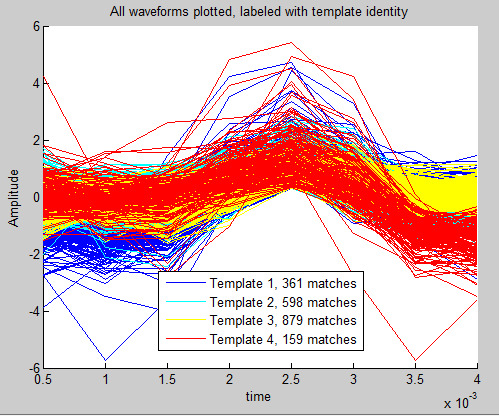 All waveforms plotted, labeled with template identity
6
4
2
0
-2
-4
-6
Amplitude
Template 1, 361 matches
Template 2, 598 matches
Template 3, 879 matches
Template 4, 159 matches
0.5 1 1.5 2 2.5 3 3.5 4
time
x 10⁻³